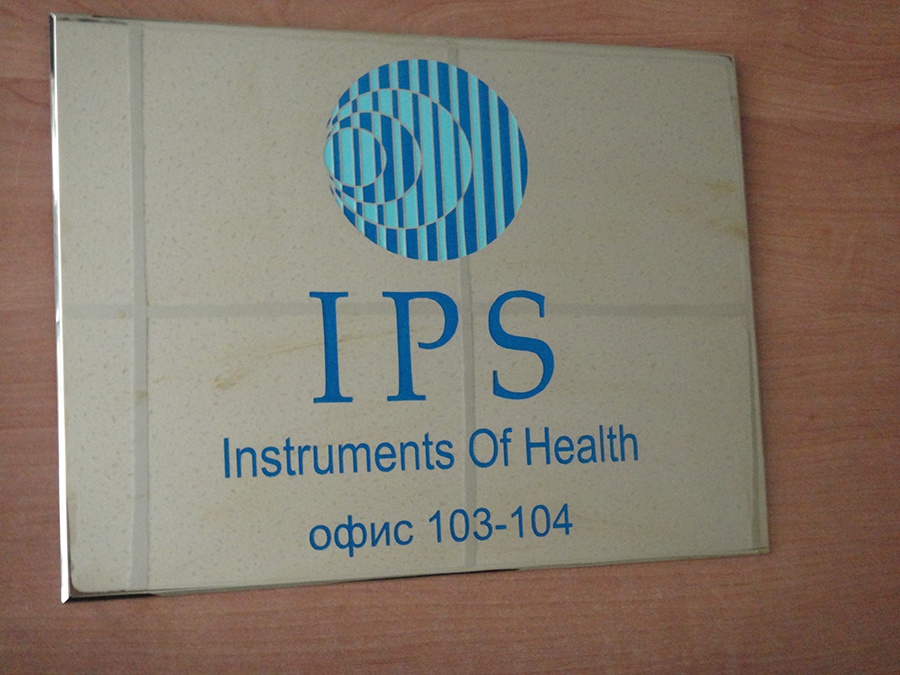 IPS
Instruments Of Health
офис 103-104